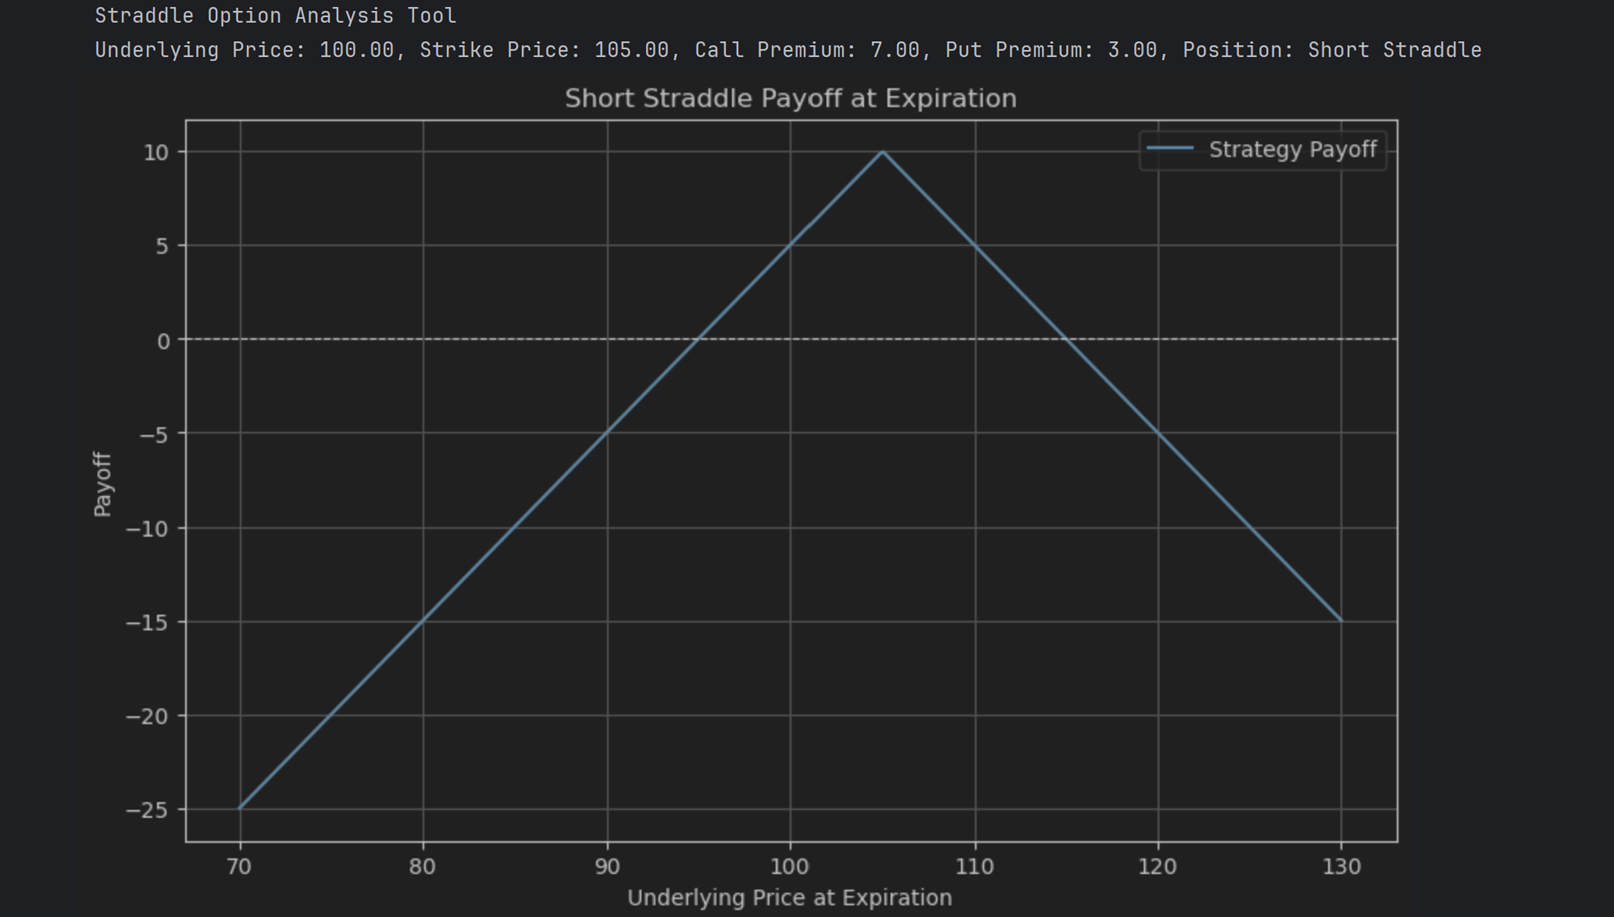 Straddle Option Analysis Tool
Underlying Price: 100.00, Strike Price: 105.00, Call Premium: 7.00, Put Premium: 3.00, Position: Short Straddle
Short Straddle Payoff at Expiration
Strategy Payoff
10
5
0
−5
−10
−15
−20
−25
Payoff
70 80 90 100 110 120 130
Underlying Price at Expiration